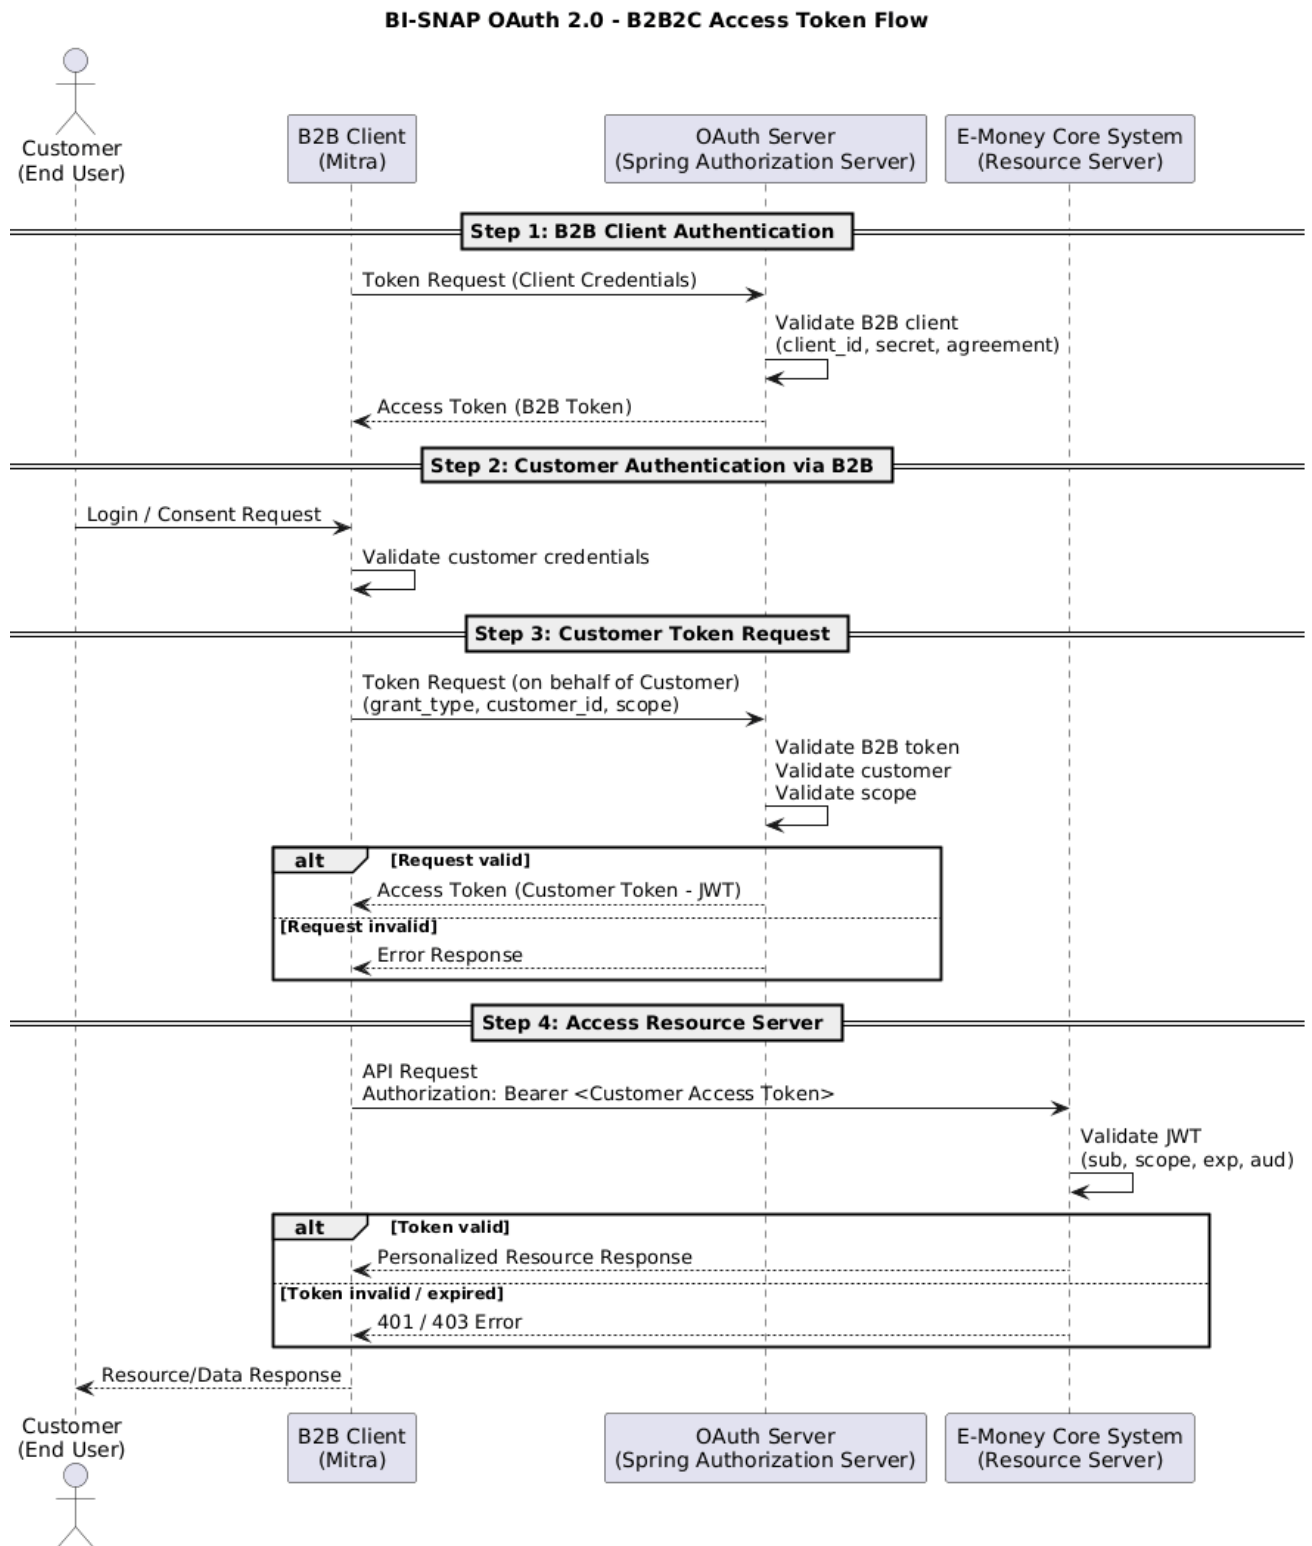 BI-SNAP OAuth 2.0 - B2B2C Access Token Flow
Customer
(End User)
B2B Client
(Mitra)
OAuth Server
(Spring Authorization Server)
E-Money Core System
(Resource Server)
Step 1: B2B Client Authentication
Token Request (Client Credentials)
Validate B2B client
(client_id, secret, agreement)
Access Token (B2B Token)
Step 2: Customer Authentication via B2B
Login / Consent Request
Validate customer credentials
Step 3: Customer Token Request
Token Request (on behalf of Customer)
(grant_type, customer_id, scope)
Validate B2B token
Validate customer
Validate scope
alt
[Request valid]
Access Token (Customer Token - JWT)
[Request invalid]
Error Response
Step 4: Access Resource Server
API Request
Authorization: Bearer <Customer Access Token>
Validate JWT
(sub, scope, exp, aud)
alt
[Token valid]
Personalized Resource Response
[Token invalid / expired]
401 / 403 Error
Resource/Data Response
Customer
(End User)
B2B Client
(Mitra)
OAuth Server
(Spring Authorization Server)
E-Money Core System
(Resource Server)